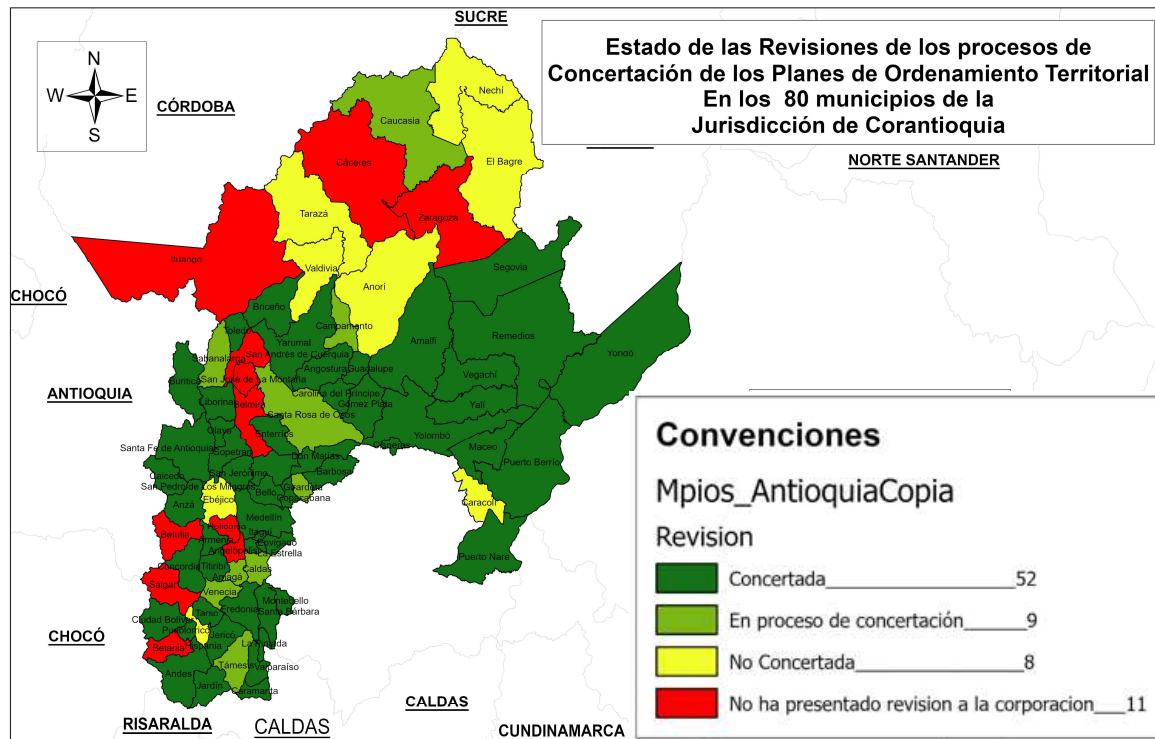 SUCRE
Estado de las Revisiones de los procesos de
Concertación de los Planes de Ordenamiento Territorial
En los 80 municipios de la
Jurisdicción de Corantioquia
N
W E
S
CÓRDOBA
NORTE SANTANDER
Nechí
Caucasia
El Bagre
Cáceres
Zaragoza
Tarazá
Ituango
Valdivia
Segovia
Anorí
CHOCÓ
Briceño
Toledo
Campamento
Yarumal
Amalfi
Remedios
Yondó
San Andres de Cuerquia
Sabanalarga
Angostura
Guadalupe
Vegachí
Buriticá
San José de La Montaña
ANTIOQUIA
Liborina
Belmira
Carolina del Príncipe
Gómez Plata
Yalí
Santa Rosa de Osos
Olaya
Enterrios
Yolombó
Cisneros
Maceo
Santa Fe de Antioquia
Sopetrán
Don Matías
Puerto Berrío
Caicedo
San Jerónimo
Barbosa
San Pedro de Los Milagros
Bello
Girardota
Copacabana
Anzá
Ebéjico
Caracolí
Medellín
Betulia
Heliconia
Itagüí
Armenia
Envigado
Angelópolis
La Estrella
Puerto Nare
Concordia
Titiribí
Caldas
Amagá
Salgar
Venecia
Montebello
Fredonia
Santa Bárbara
Ciudad Bolívar
Tarso
Pueblorrico
Jericó
CHOCÓ
Betania
Hispania
La Pintada
Támesis
Valparaíso
Andes
Jardín
Caramanta
RISARALDA
CALDAS
CALDAS
CUNDINAMARCA
Convenciones
Mpios_AntioquiaCopia
Revision
Concertada____________________52
En proceso de concertación______9
No Concertada_________________8
No ha presentado revision a la corporacion___11